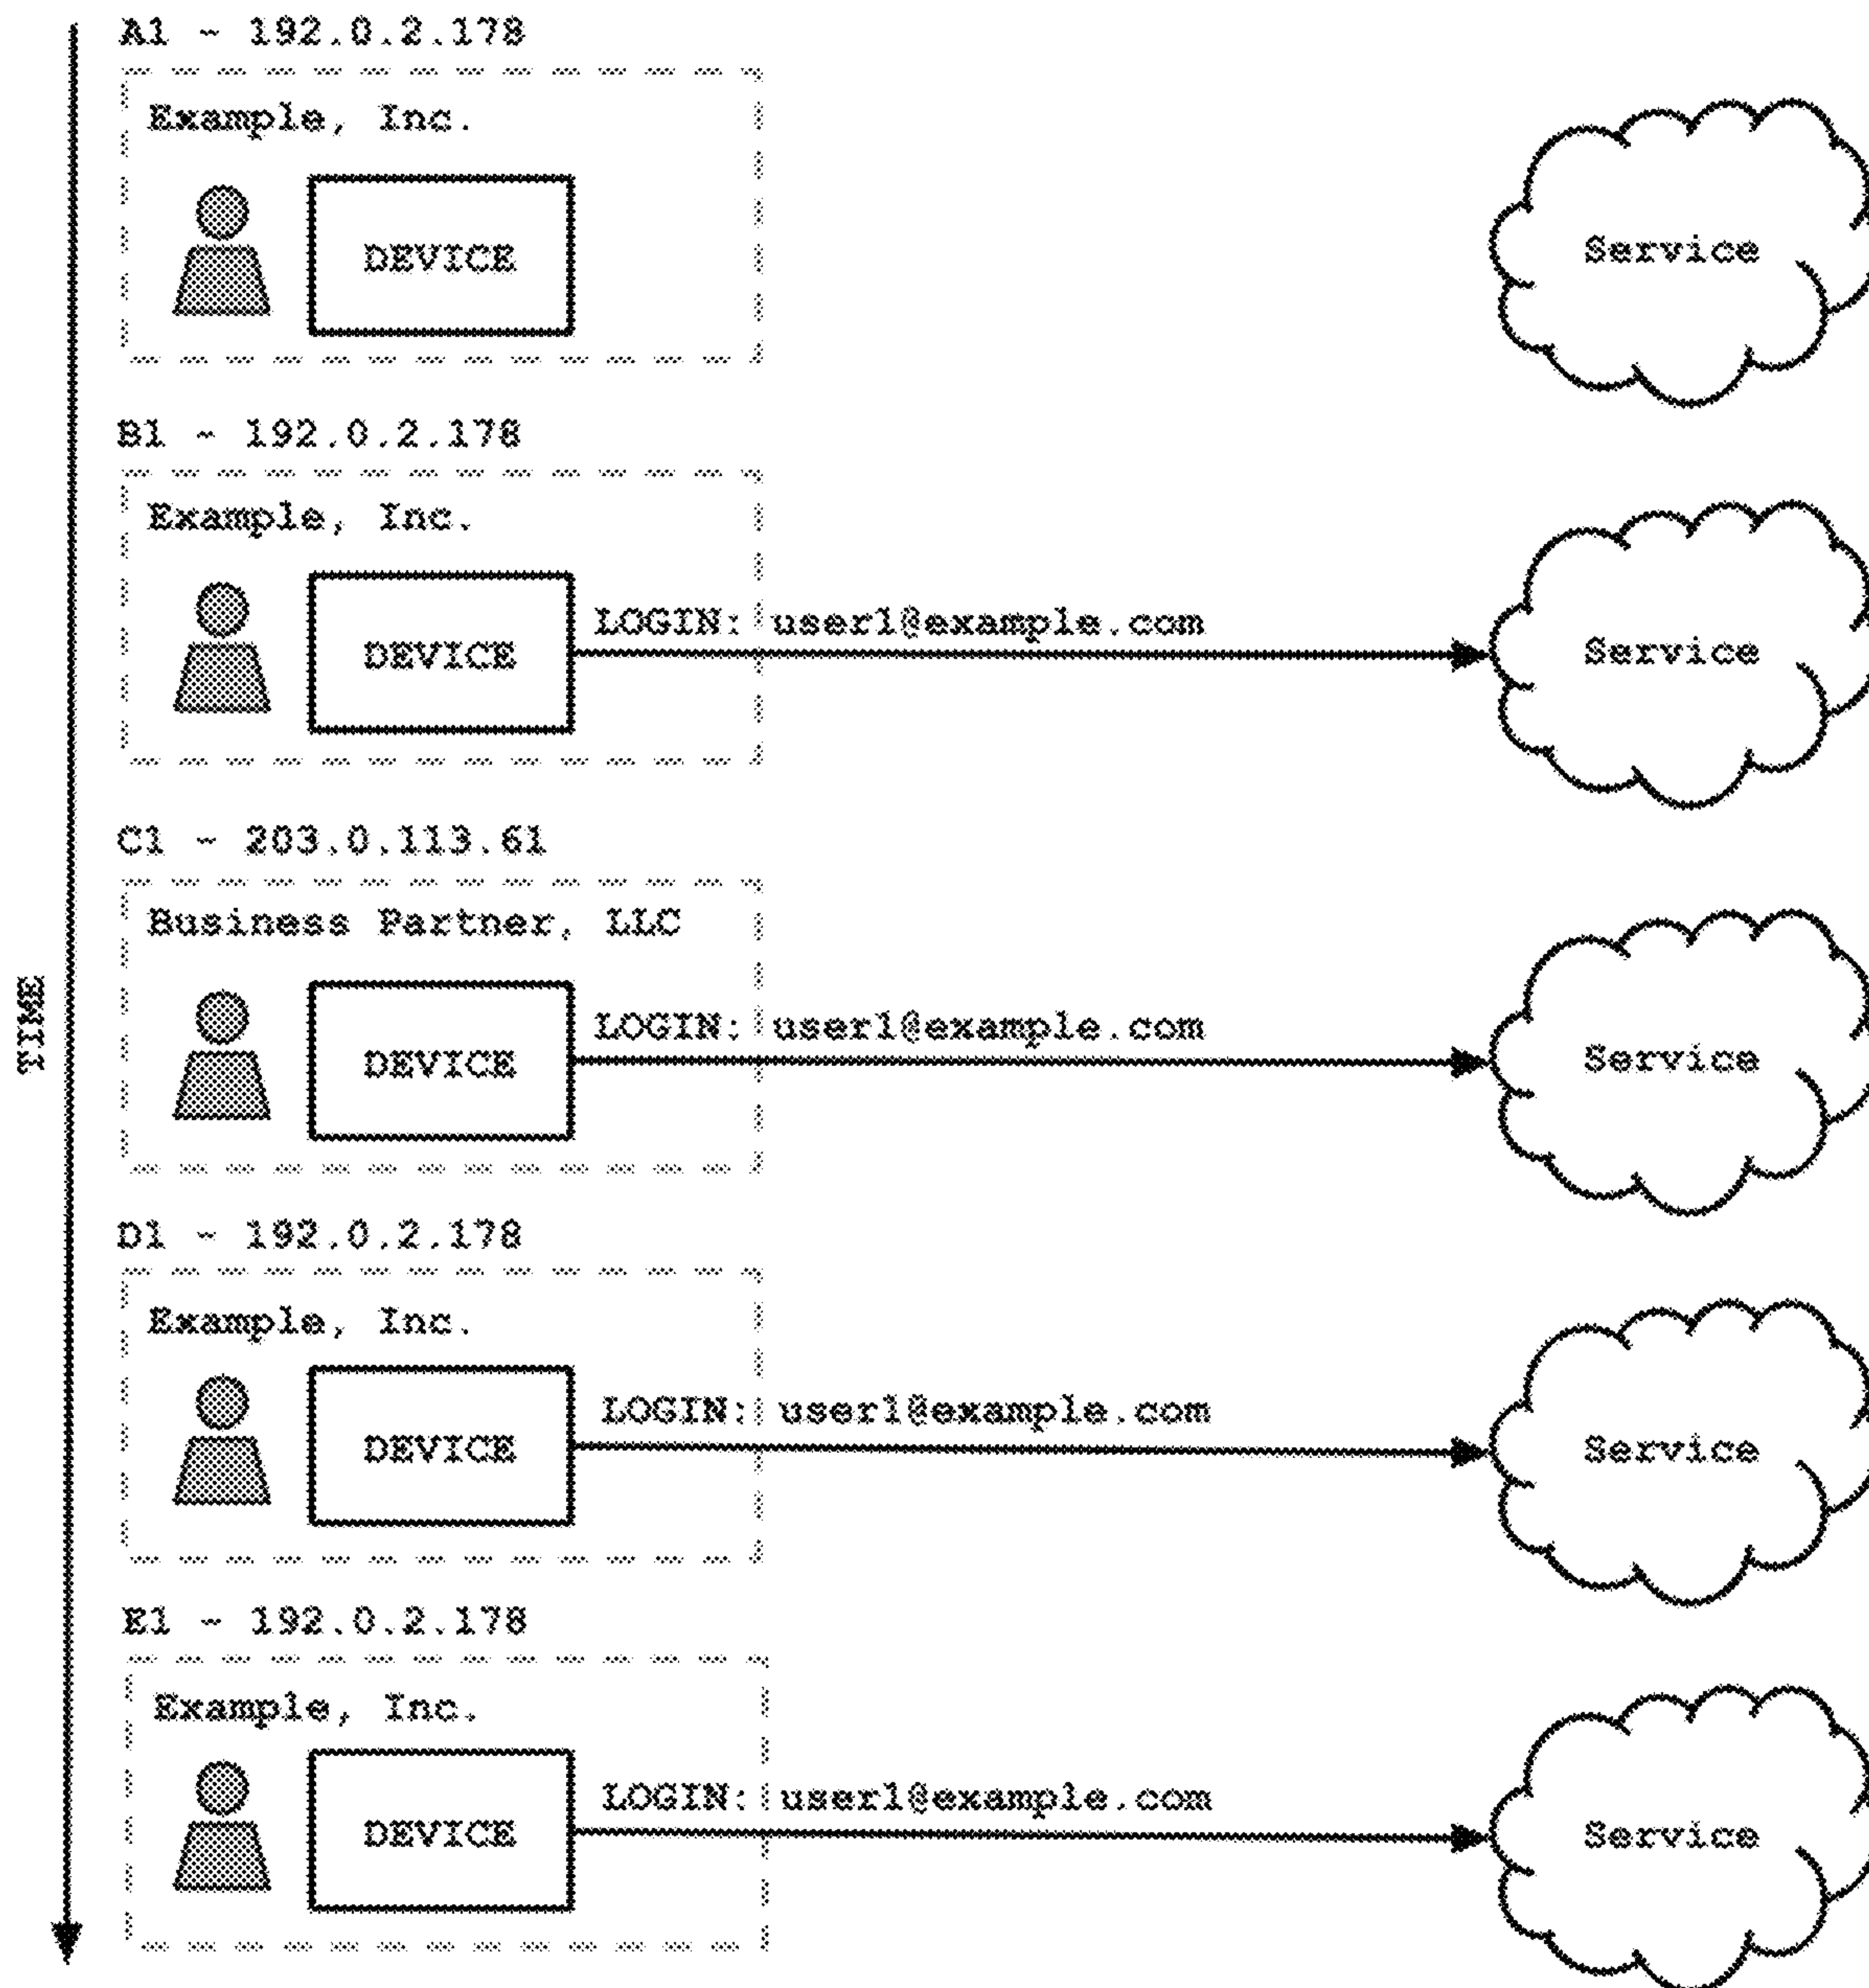 A1 - 192.0.2.178
Example, Inc.
DEVICE
Service
B1 - 192.0.2.178
Example, Inc.
LOGIN: user1@example.com
DEVICE
Service
C1 - 203.0.113.61
Business Partner, LLC
LOGIN: user1@example.com
DEVICE
Service
TIME
D1 - 192.0.2.178
Example, Inc.
LOGIN: user1@example.com
DEVICE
Service
E1 - 192.0.2.178
Example, Inc.
LOGIN: user1@example.com
DEVICE
Service